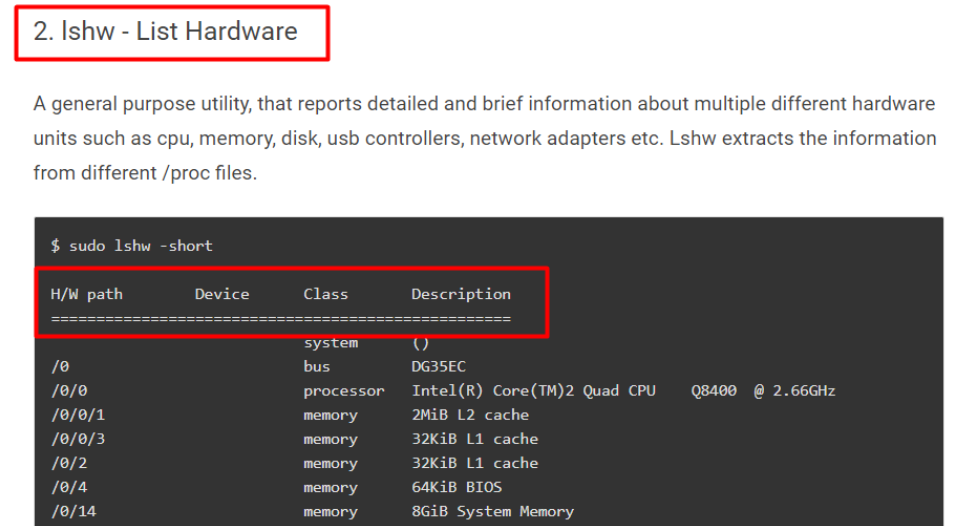 2. lshw - List Hardware
A general purpose utility, that reports detailed and brief information about multiple different hardware
units such as cpu, memory, disk, usb controllers, network adapters etc. Lshw extracts the information
from different /proc files.
$ sudo lshw -short
H/W path        Device      Class      Description
===================================================
                            system     ()
/0                          bus        DG35EC
/0/0                        processor  Intel(R) Core(TM)2 Quad CPU    Q8400  @ 2.66GHz
/0/0/1                      memory     2MiB L2 cache
/0/0/3                      memory     32KiB L1 cache
/0/2                        memory     32KiB L1 cache
/0/4                        memory     64KiB BIOS
/0/14                       memory     8GiB System Memory